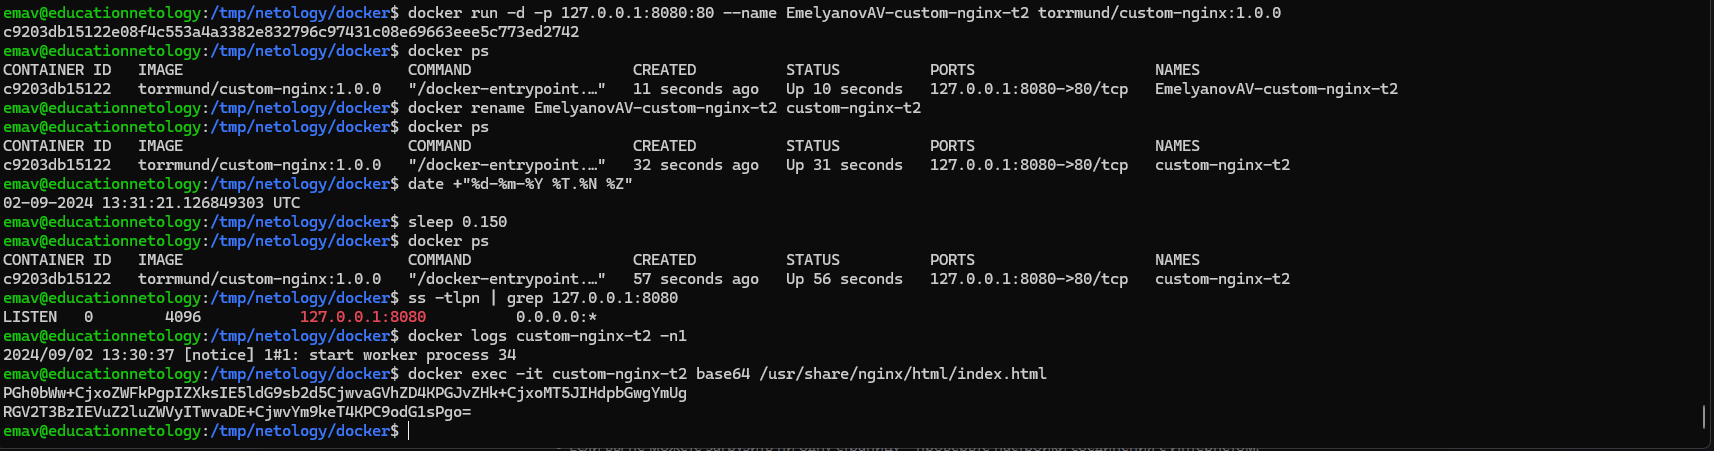 emav@educationnetology:/tmp/netology/docker$ docker run -d -p 127.0.0.1:8080:80 --name EmelyanovAV-custom-nginx-t2 torrmund/custom-nginx:1.0.0
c9203db15122e08f4c553a4a3382e832796c97431c08e69663eee5c773ed2742
emav@educationnetology:/tmp/netology/docker$ docker ps
CONTAINER ID   IMAGE                         COMMAND                  CREATED          STATUS          PORTS                    NAMES
c9203db15122   torrmund/custom-nginx:1.0.0   "/docker-entrypoint.…"   11 seconds ago   Up 10 seconds   127.0.0.1:8080->80/tcp   EmelyanovAV-custom-nginx-t2
emav@educationnetology:/tmp/netology/docker$ docker rename EmelyanovAV-custom-nginx-t2 custom-nginx-t2
emav@educationnetology:/tmp/netology/docker$ docker ps
CONTAINER ID   IMAGE                         COMMAND                  CREATED          STATUS          PORTS                    NAMES
c9203db15122   torrmund/custom-nginx:1.0.0   "/docker-entrypoint.…"   32 seconds ago   Up 31 seconds   127.0.0.1:8080->80/tcp   custom-nginx-t2
emav@educationnetology:/tmp/netology/docker$ date +"%d-%m-%Y %T.%N %Z"
02-09-2024 13:31:21.126849303 UTC
emav@educationnetology:/tmp/netology/docker$ sleep 0.150
emav@educationnetology:/tmp/netology/docker$ docker ps
CONTAINER ID   IMAGE                         COMMAND                  CREATED          STATUS          PORTS                    NAMES
c9203db15122   torrmund/custom-nginx:1.0.0   "/docker-entrypoint.…"   57 seconds ago   Up 56 seconds   127.0.0.1:8080->80/tcp   custom-nginx-t2
emav@educationnetology:/tmp/netology/docker$ ss -tlpn | grep 127.0.0.1:8080
LISTEN   0        4096           127.0.0.1:8080          0.0.0.0:*
emav@educationnetology:/tmp/netology/docker$ docker logs custom-nginx-t2 -n1
2024/09/02 13:30:37 [notice] 1#1: start worker process 34
emav@educationnetology:/tmp/netology/docker$ docker exec -it custom-nginx-t2 base64 /usr/share/nginx/html/index.html
PGh0bWw+CjxoZWFkPgpIZXksIE5ldG9sb2d5CjwvaGVhZD4KPGJvZHk+CjxoMT5JIHdpbGwgYmUg
RGV2T3BzIEVuZ2luZWVyITwvaDE+CjwvYm9keT4KPC9odG1sPgo=
emav@educationnetology:/tmp/netology/docker$